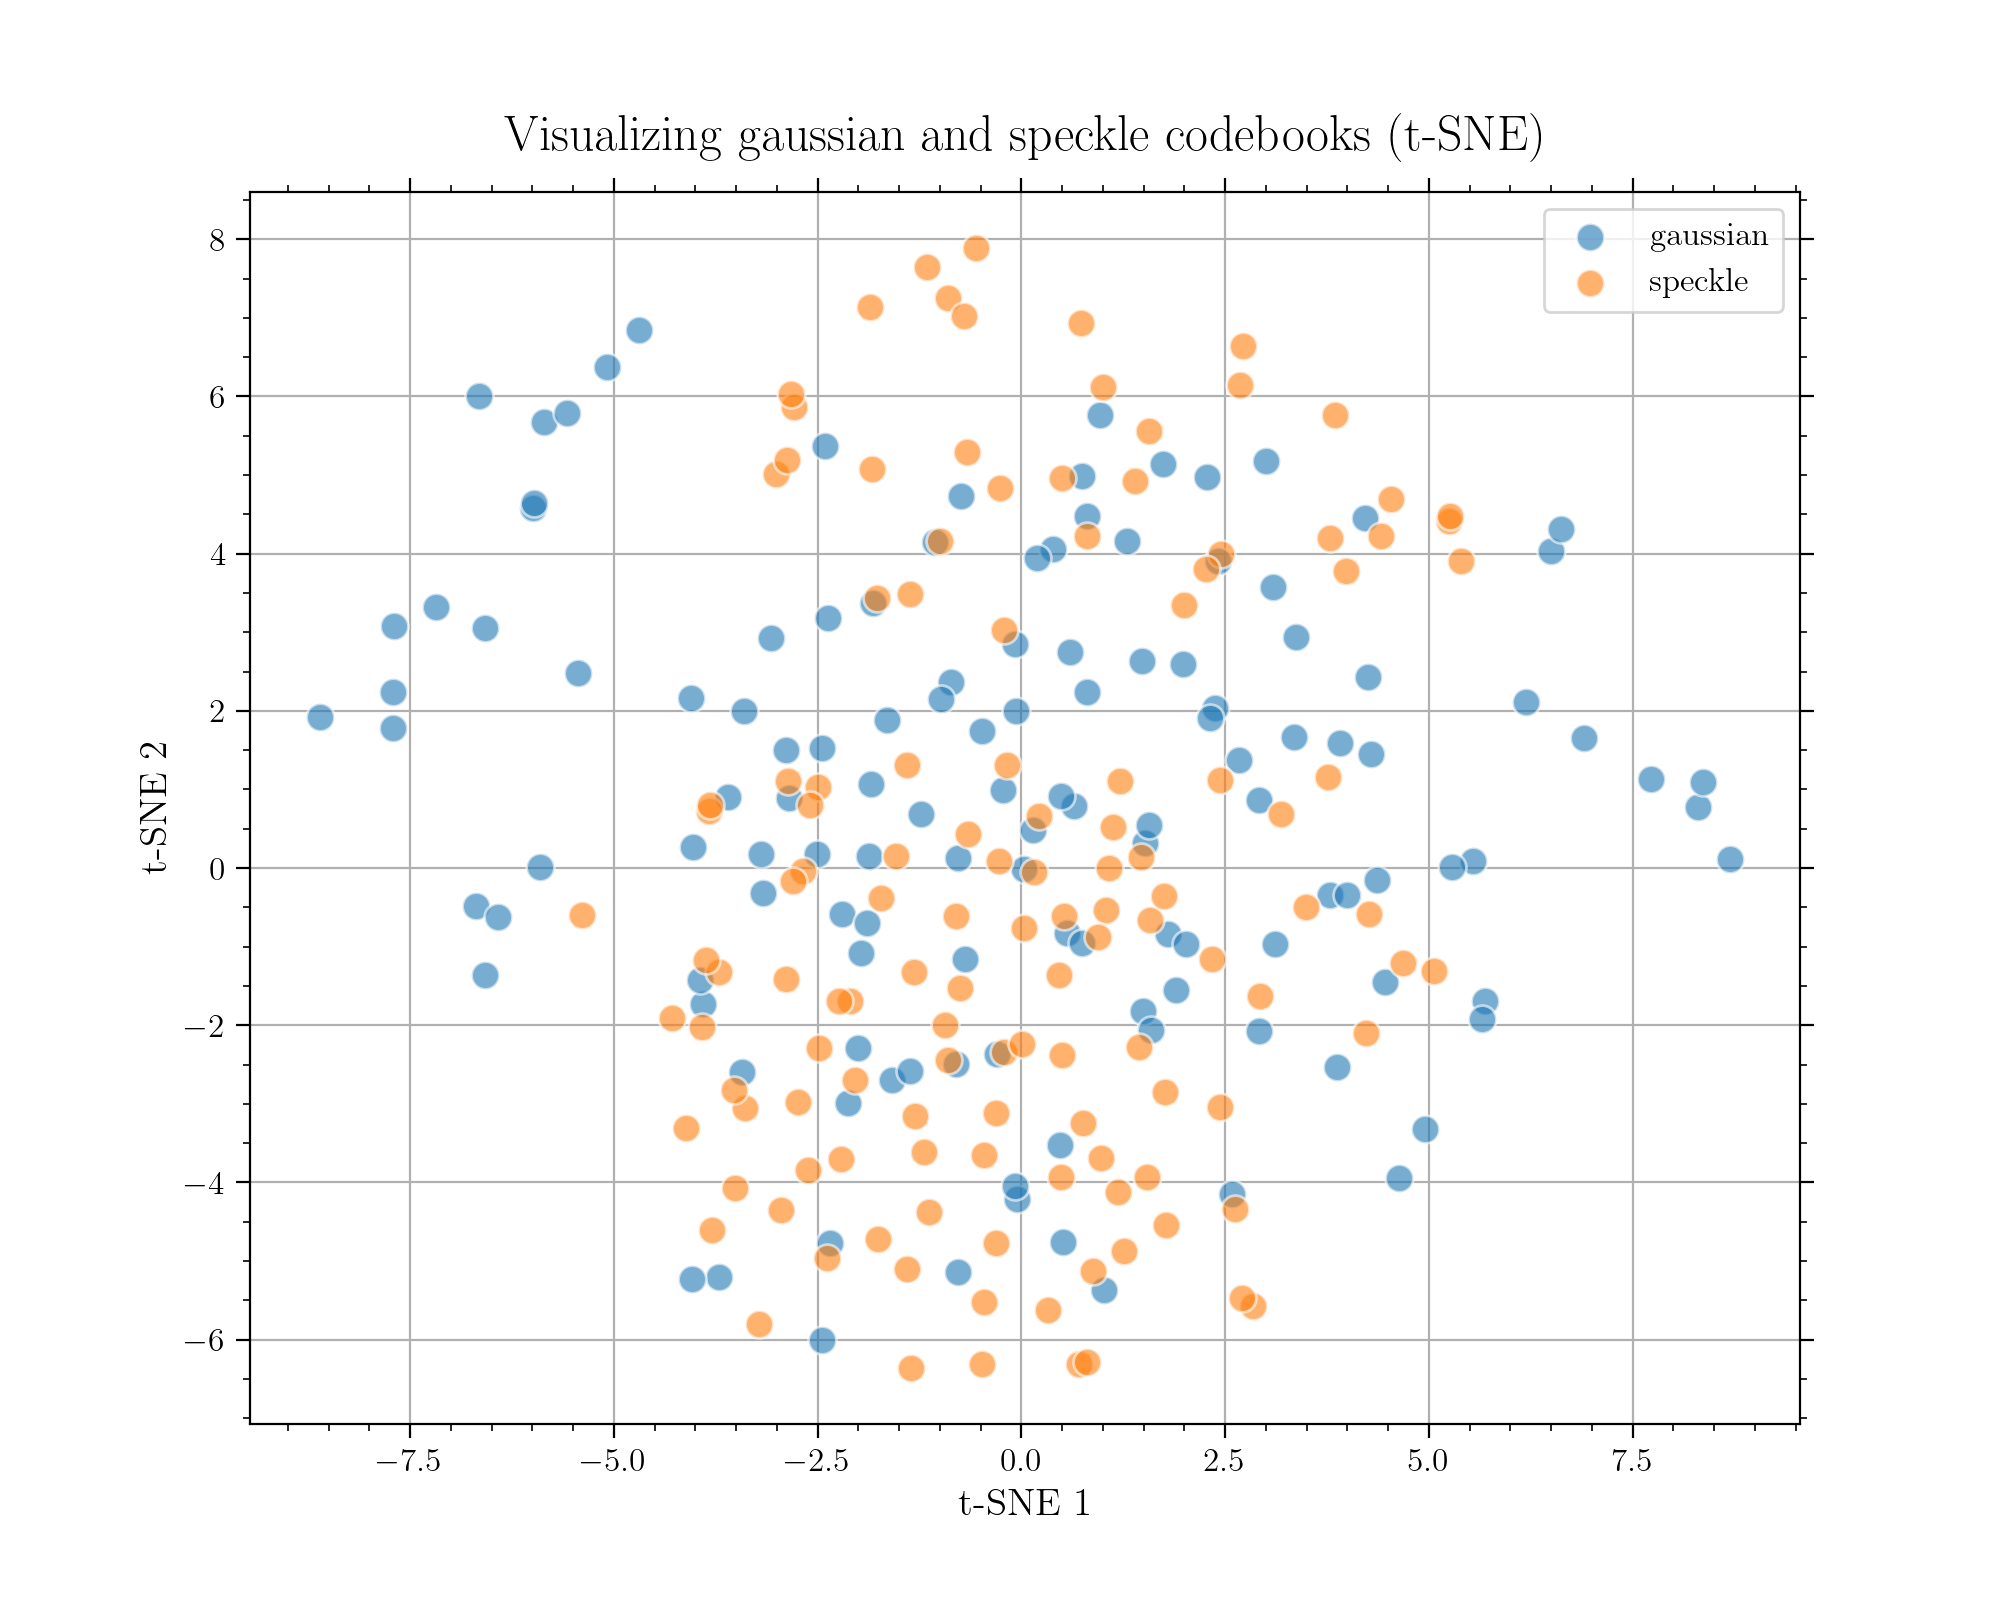 Visualizing gaussian and speckle codebooks (t-SNE)
gaussian
speckle
8
6
4
2
0
−2
−4
−6
t-SNE 2
−7.5 −5.0 −2.5 0.0 2.5 5.0 7.5
t-SNE 1